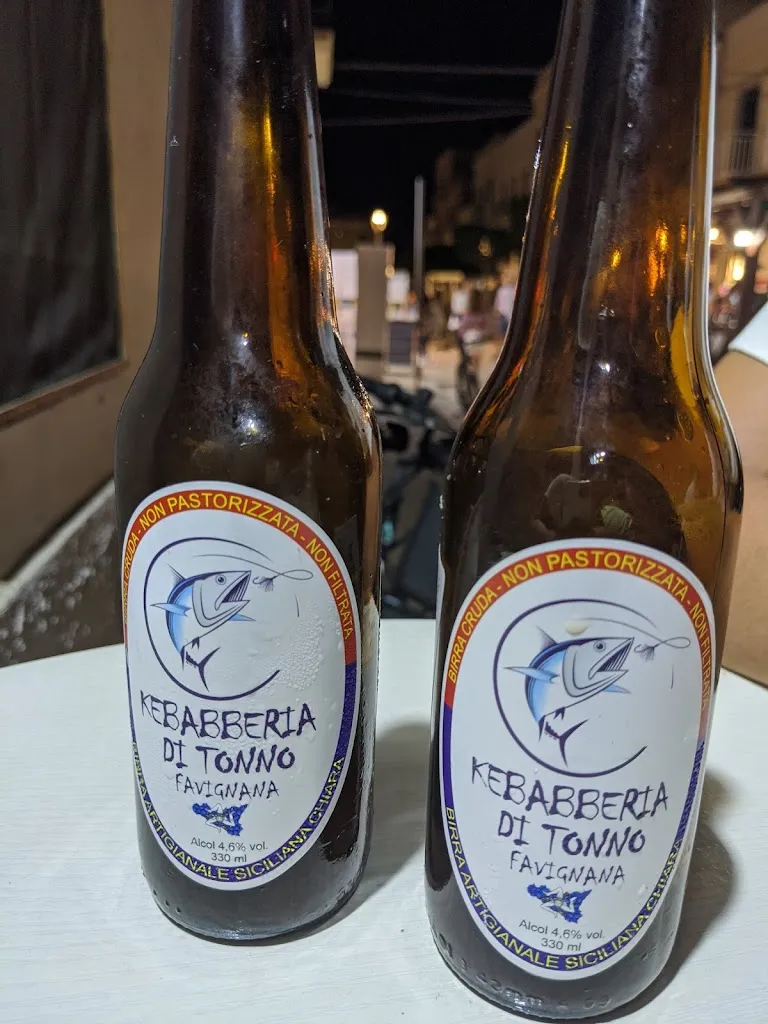 BIRRA CRUDA - NON PASTORIZZATA - NON FILTRATA
KEBABBERIA
DI TONNO
FAVIGNANA
Alcol 4,6% vol.
330 ml
BIRRA ARTIGIANALE SICILIANA CHIARA
BIRRA CRUDA - NON PASTORIZZATA - NON FILTRATA
KEBABBERIA
DI TONNO
FAVIGNANA
Alcol 4,6% vol.
330 ml
BIRRA ARTIGIANALE SICILIANA CHIARA